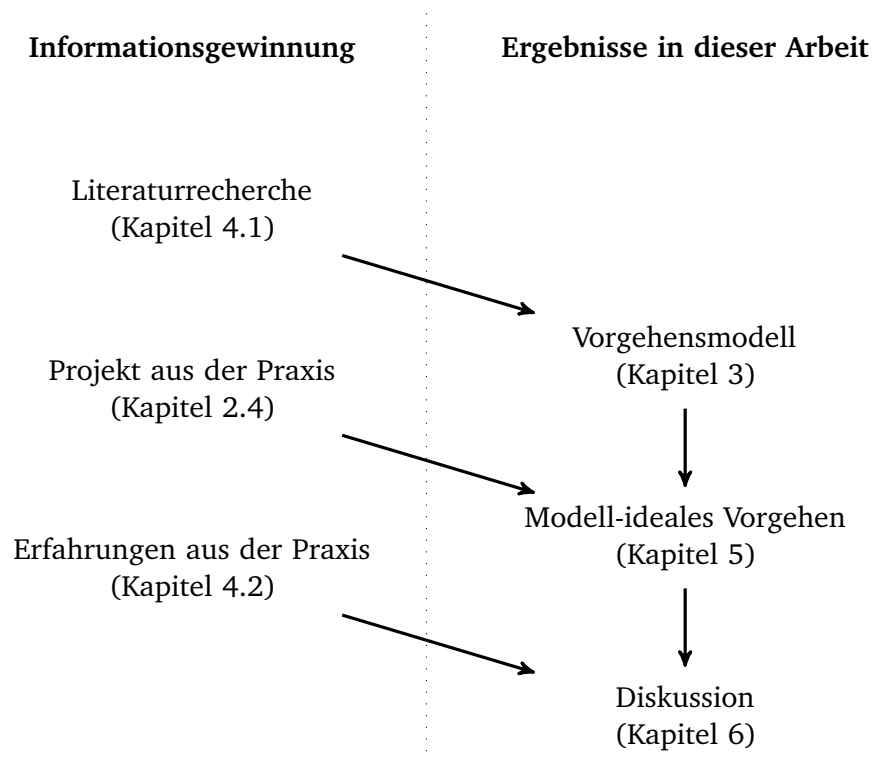 Informationsgewinnung
Ergebnisse in dieser Arbeit
Literaturrecherche
(Kapitel 4.1)
Vorgehensmodell
(Kapitel 3)
Projekt aus der Praxis
(Kapitel 2.4)
Modell-ideales Vorgehen
(Kapitel 5)
Erfahrungen aus der Praxis
(Kapitel 4.2)
Diskussion
(Kapitel 6)